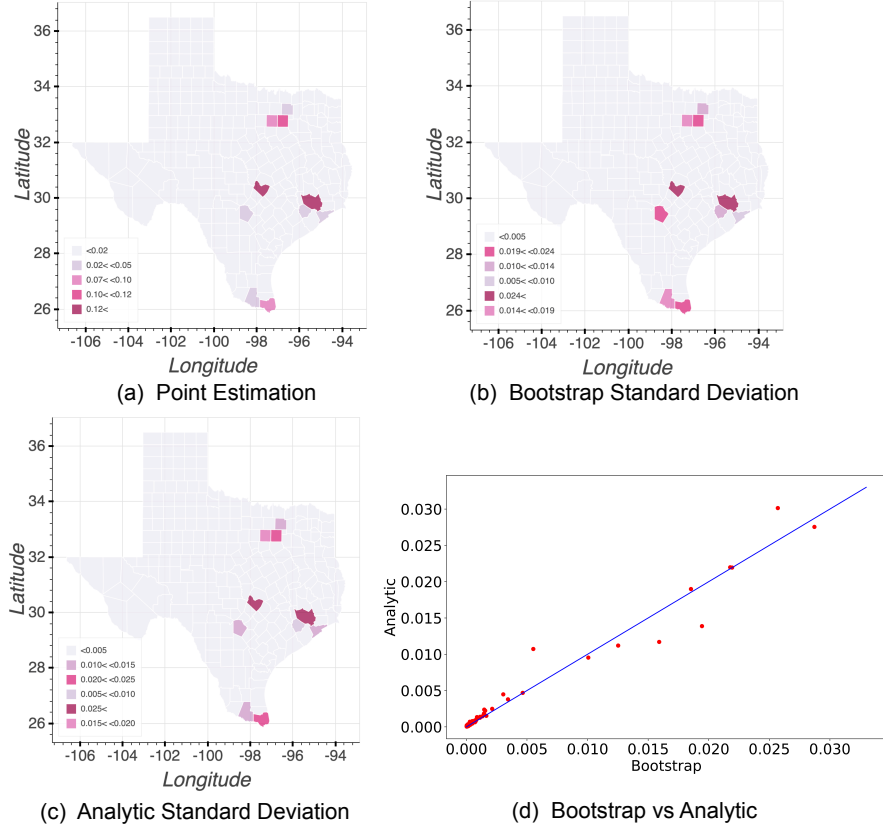 36
34
32
30
28
26
Latitude
<0.02
0.02< <0.05
0.07< <0.10
0.10< <0.12
0.12<
-106 -104 -102 -100 -98 -96 -94
Longitude
(a) Point Estimation
36
34
32
30
28
26
Latitude
<0.005
0.019< <0.024
0.010< <0.014
0.005< <0.010
0.024<
0.014< <0.019
-106 -104 -102 -100 -98 -96 -94
Longitude
(b) Bootstrap Standard Deviation
36
34
32
30
28
26
Latitude
<0.005
0.010< <0.015
0.020< <0.025
0.005< <0.010
0.025<
0.015< <0.020
-106 -104 -102 -100 -98 -96 -94
Longitude
(c) Analytic Standard Deviation
0.030
0.025
0.020
0.015
0.010
0.005
0.000
Analytic
0.000 0.005 0.010 0.015 0.020 0.025 0.030
Bootstrap
(d) Bootstrap vs Analytic